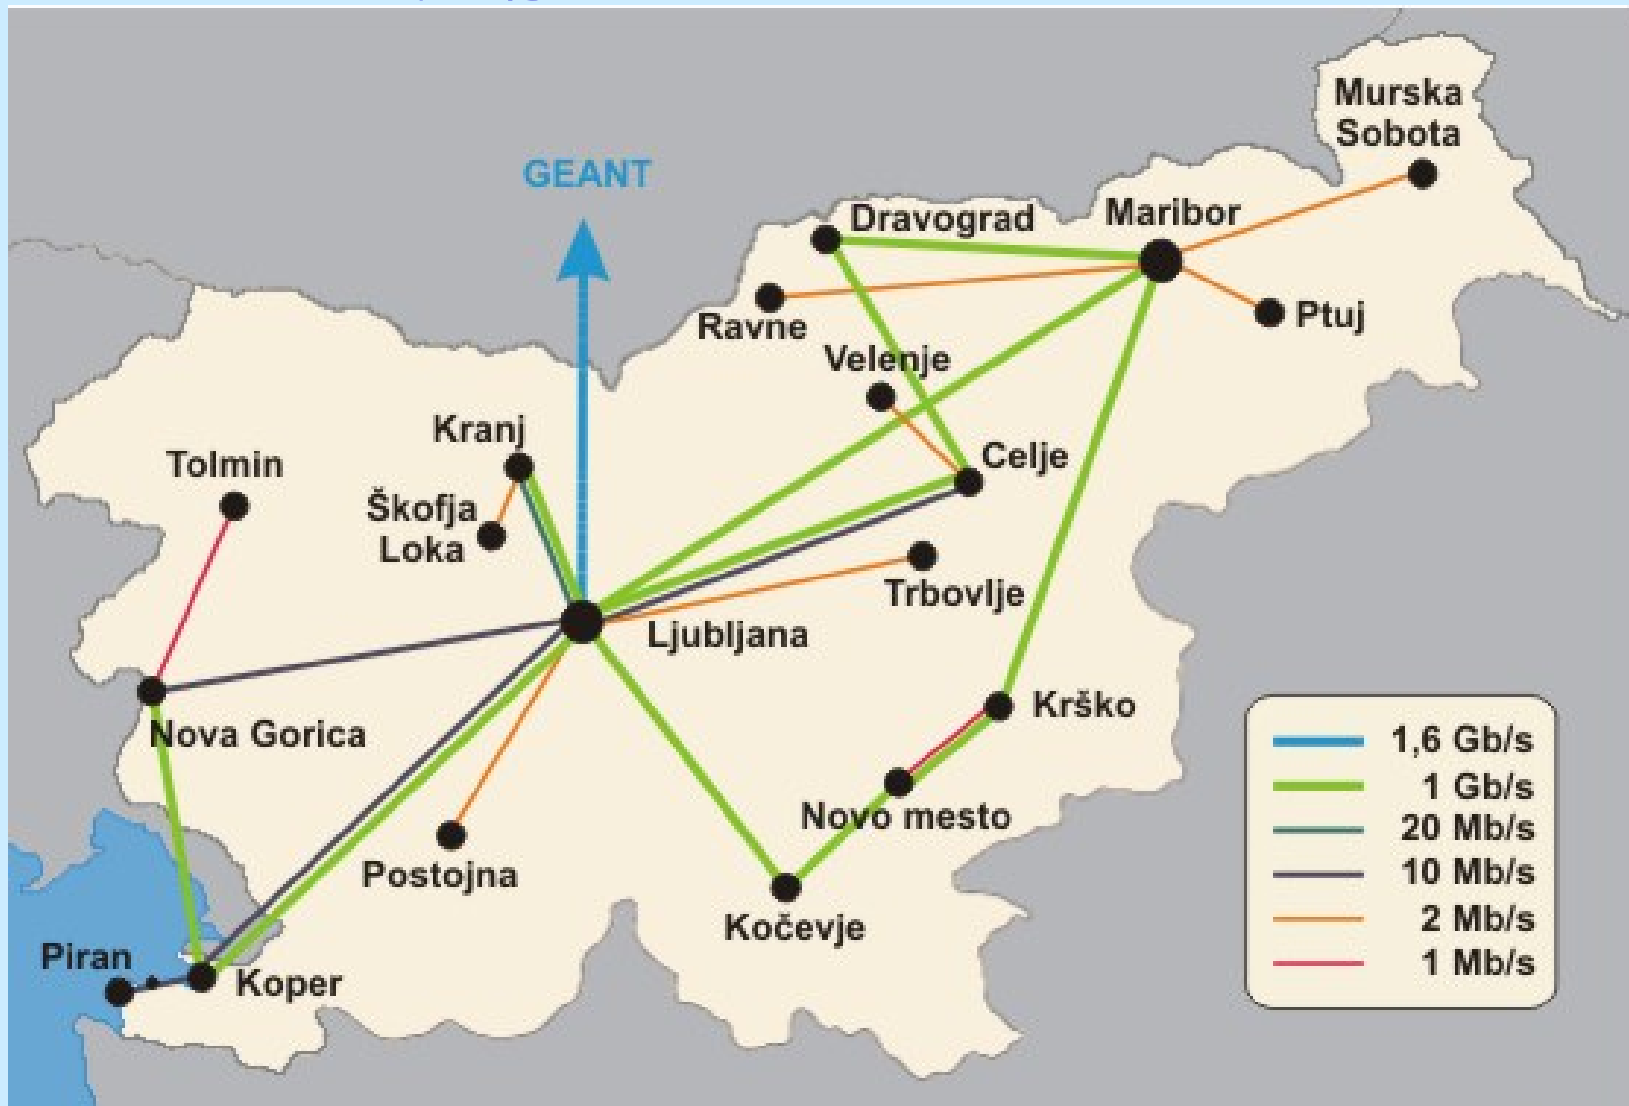 Murska
Sobota
GEANT
Dravograd
Maribor
Ravne
Ptuj
Velenje
Kranj
Celje
Tolmin
Škofja
Loka
Trbovlje
Ljubljana
Nova Gorica
Krško
Novo mesto
Postojna
Kočevje
Piran
Koper
1,6 Gb/s
1 Gb/s
20 Mb/s
10 Mb/s
2 Mb/s
1 Mb/s